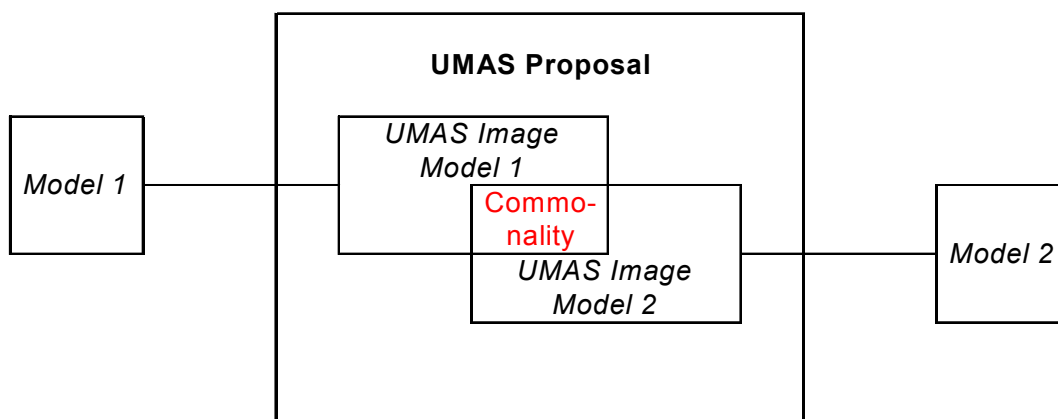 UMAS Proposal
UMAS Image
Model 1
Model 1
Commo-
nality
UMAS Image
Model 2
Model 2